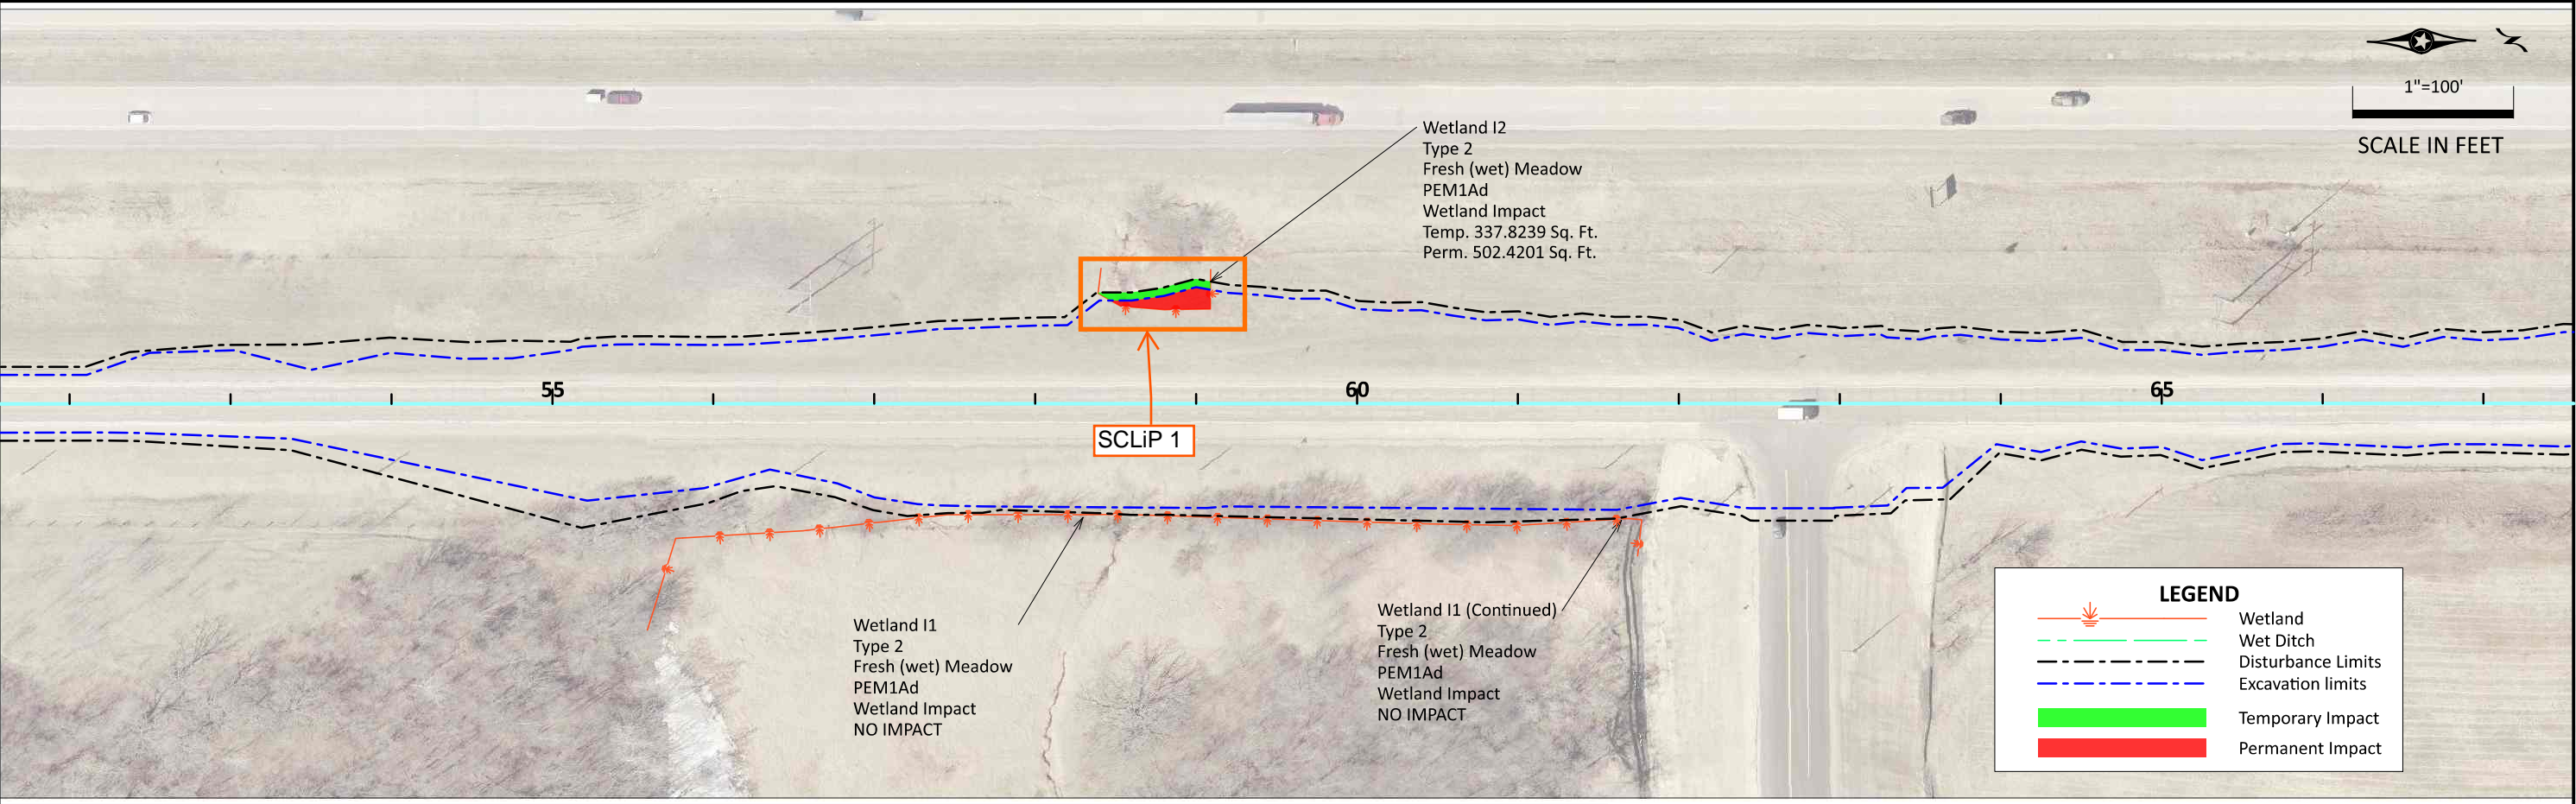 1"=100'
SCALE IN FEET
Wetland I2
Type 2
Fresh (wet) Meadow
PEM1Ad
Wetland Impact
Temp. 337.8239 Sq. Ft.
Perm. 502.4201 Sq. Ft.
55
60
65
SCLiP 1
Wetland I1
Type 2
Fresh (wet) Meadow
PEM1Ad
Wetland Impact
NO IMPACT
Wetland I1 (Continued)
Type 2
Fresh (wet) Meadow
PEM1Ad
Wetland Impact
NO IMPACT
LEGEND
Wetland
Wet Ditch
Disturbance Limits
Excavation limits
Temporary Impact
Permanent Impact